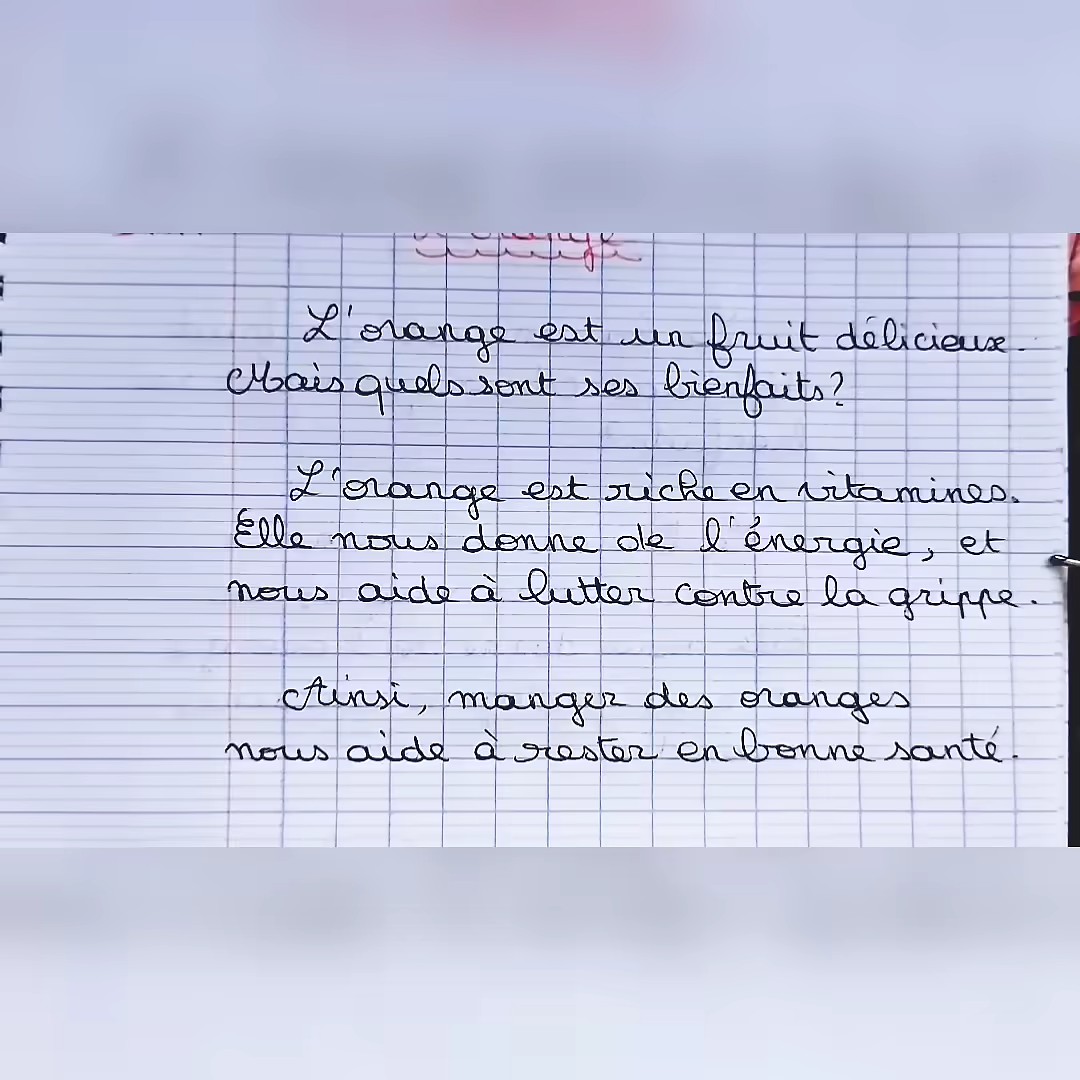 L'orange est un fruit délicieux.
Mais quels sont ses bienfaits?
L'orange est riche en vitamines.
Elle nous donne de l'énergie, et
nous aide à lutter contre la grippe.
Ainsi, manger des oranges
nous aide à rester en bonne santé.